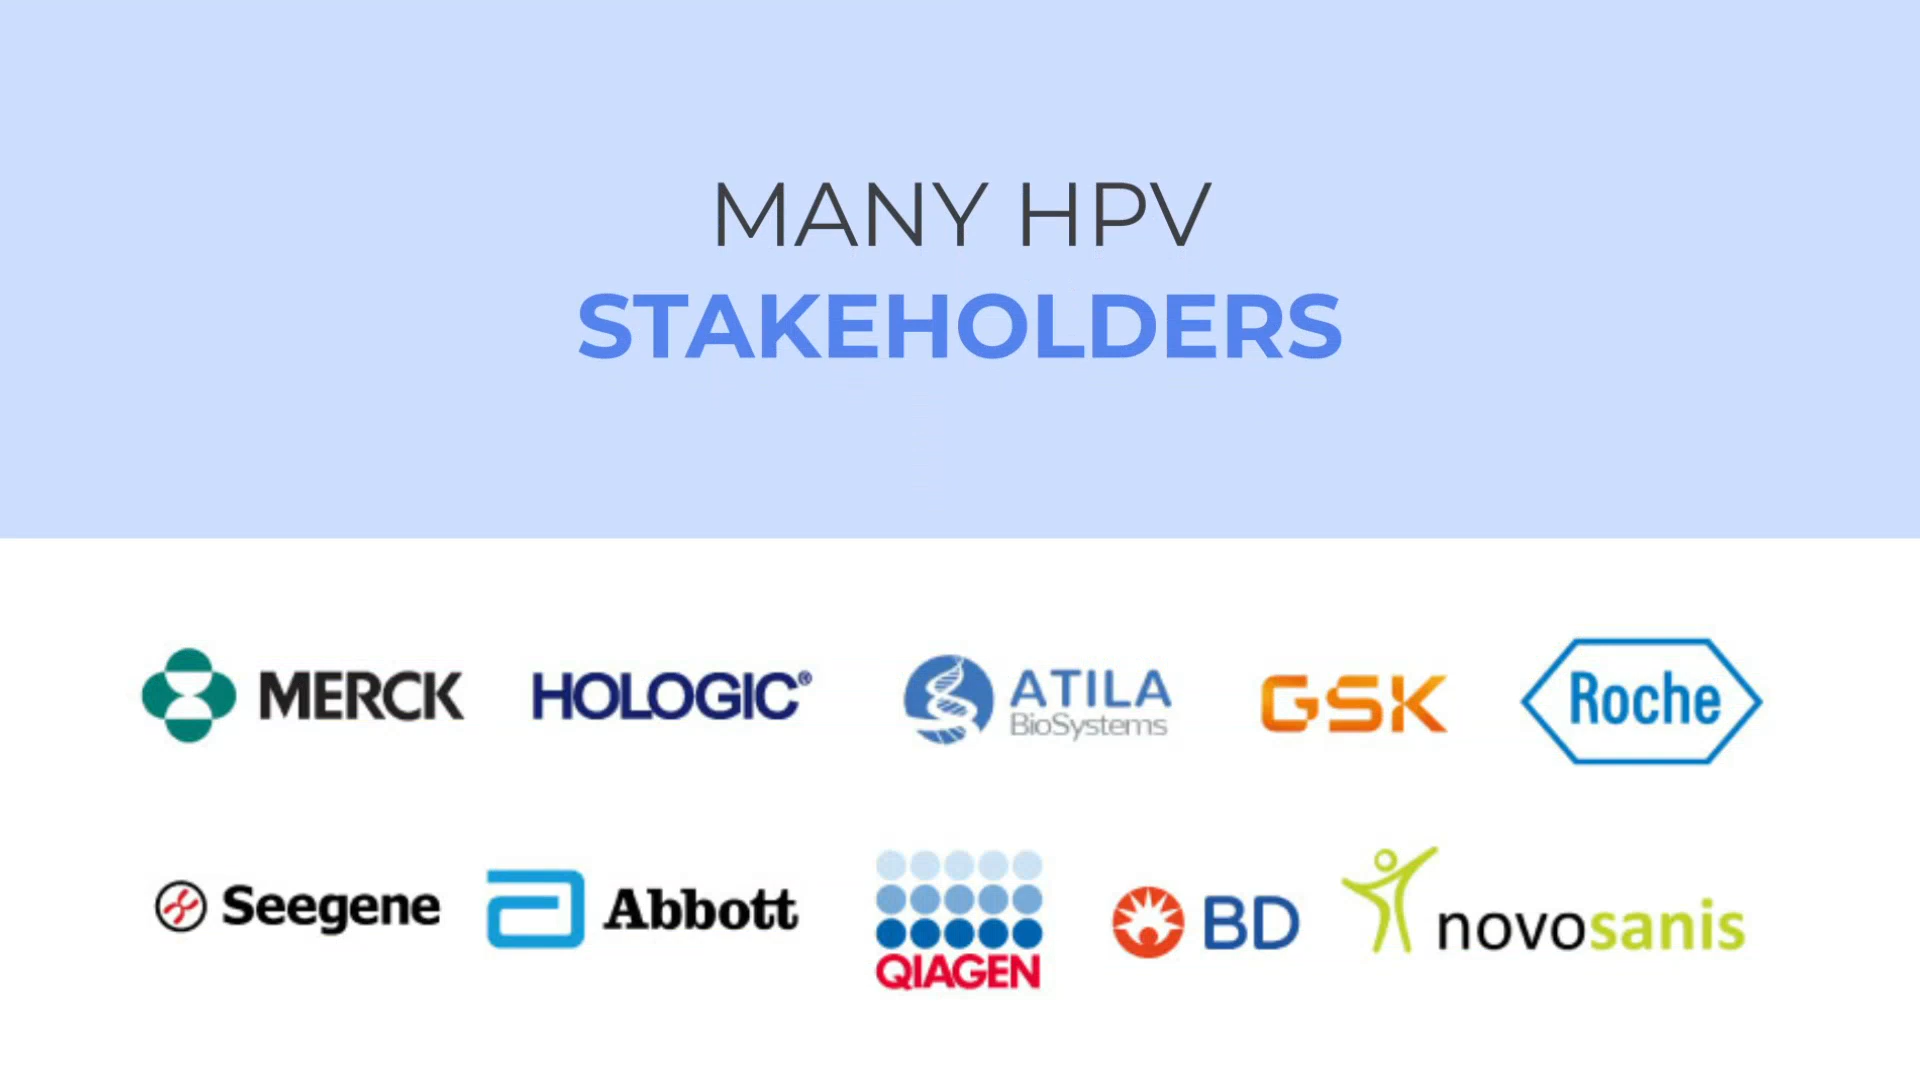 MANY HPV
STAKEHOLDERS
MERCK
HOLOGIC®
ATILA
BioSystems
GSK
Roche
Seegene
Abbott
QIAGEN
BD
novosanis